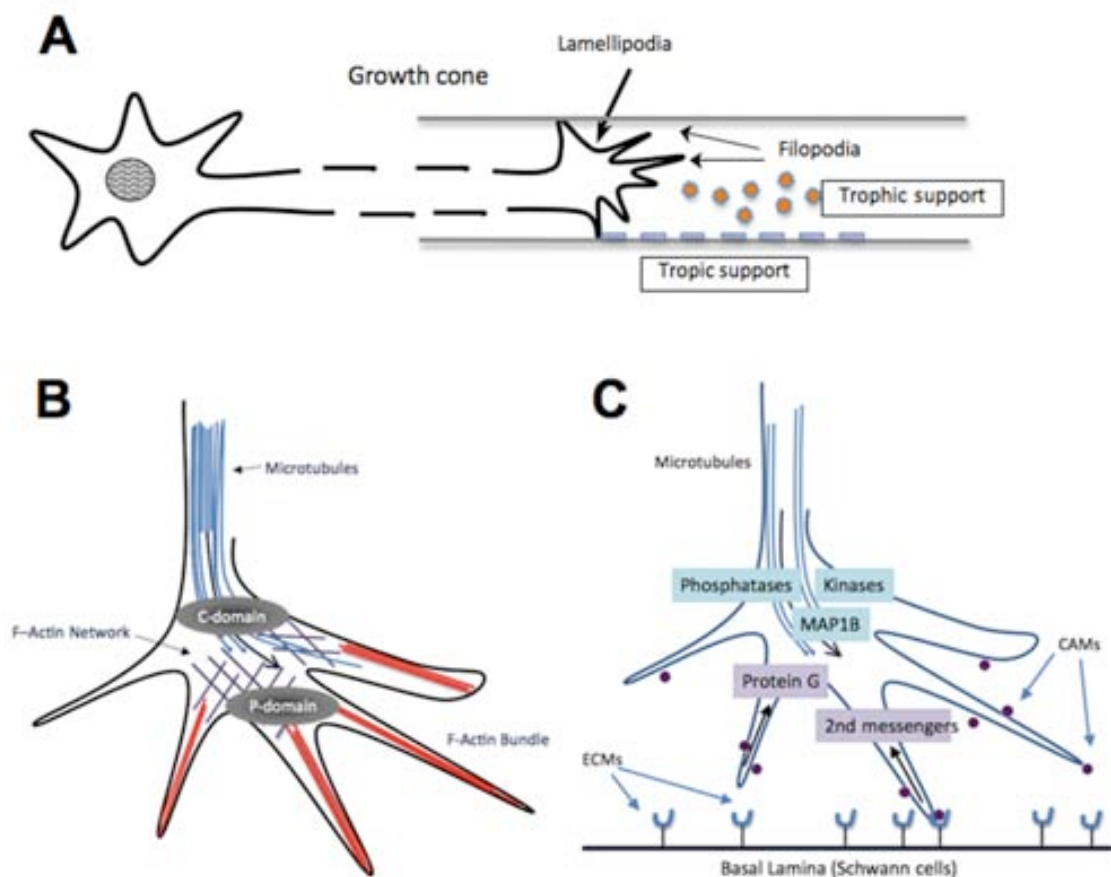 A
Lamellipodia
Growth cone
Filopodia
Trophic support
Tropic support
B
Microtubules
C-domain
F-Actin Network
P-domain
F-Actin Bundle
C
Microtubules
Phosphatases
Kinases
MAP1B
CAMs
Protein G
2nd messengers
ECMs
Basal Lamina (Schwann cells)